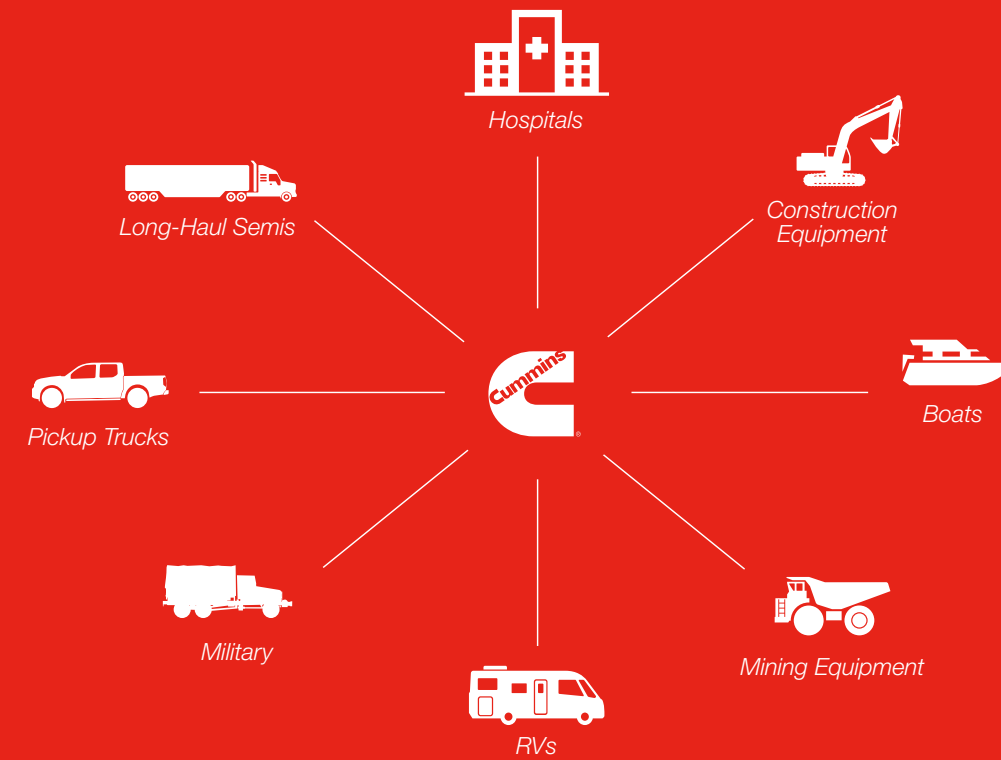 Hospitals
Long-Haul Semis
Construction
Equipment
Cummins
®
Pickup Trucks
Boats
Military
Mining Equipment
RVs